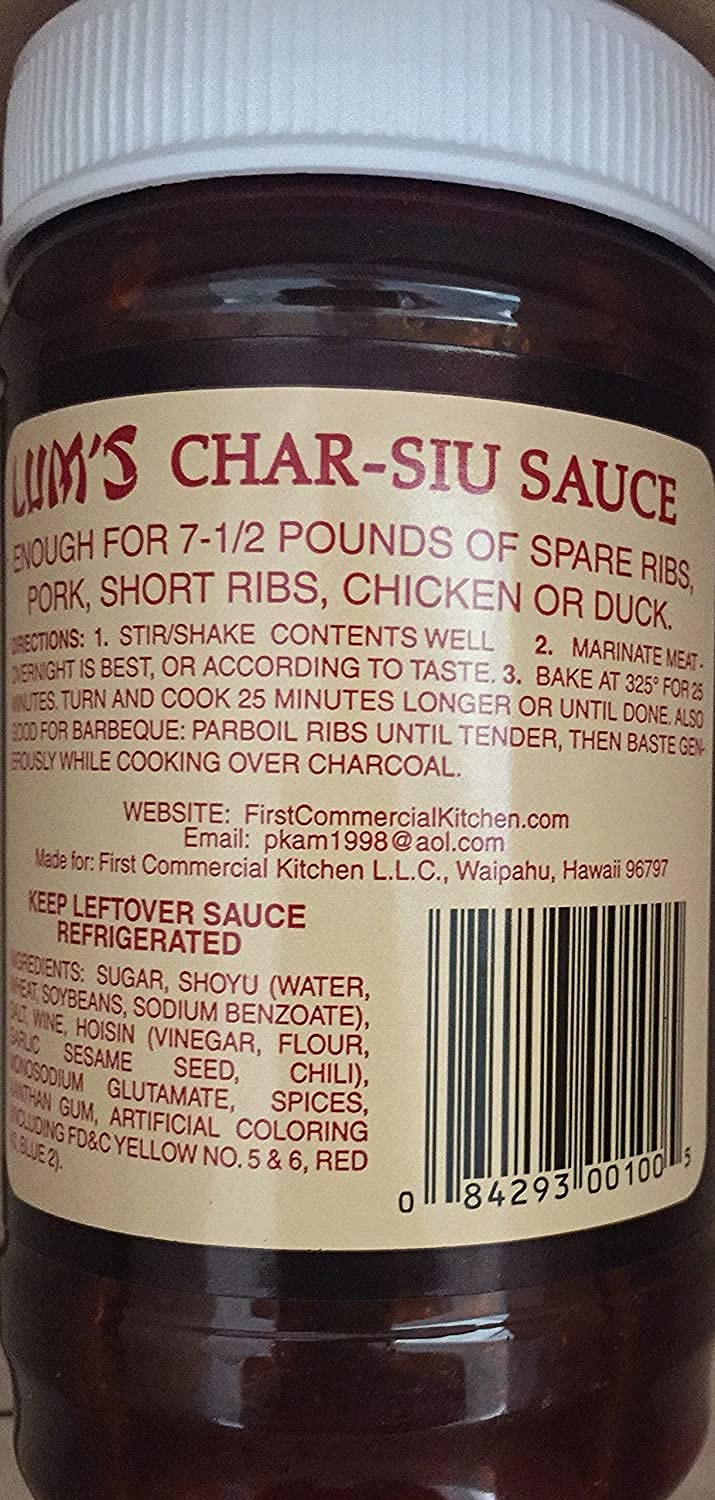 LUM'S CHAR-SIU SAUCE
ENOUGH FOR 7-1/2 POUNDS OF SPARE RIBS,
PORK, SHORT RIBS, CHICKEN OR DUCK.
DIRECTIONS: 1. STIR/SHAKE CONTENTS WELL 2. MARINATE MEAT-
OVERNIGHT IS BEST, OR ACCORDING TO TASTE. 3. BAKE AT 325° FOR 25
MINUTES. TURN AND COOK 25 MINUTES LONGER OR UNTIL DONE. ALSO
GOOD FOR BARBEQUE: PARBOIL RIBS UNTIL TENDER, THEN BASTE GEN-
EROUSLY WHILE COOKING OVER CHARCOAL.
WEBSITE: FirstCommercialKitchen.com
Email: pkam1998@aol.com
Made for: First Commercial Kitchen L.L.C., Waipahu, Hawaii 96797
KEEP LEFTOVER SAUCE
REFRIGERATED
INGREDIENTS: SUGAR, SHOYU (WATER,
WHEAT, SOYBEANS, SODIUM BENZOATE),
SALT, WINE, HOISIN (VINEGAR, FLOUR,
GARLIC SESAME SEED, CHILI),
MONOSODIUM GLUTAMATE, SPICES,
XANTHAN GUM, ARTIFICIAL COLORING
INCLUDING FD&C YELLOW NO. 5 & 6, RED
BLUE 2).
0 84293 00100 5